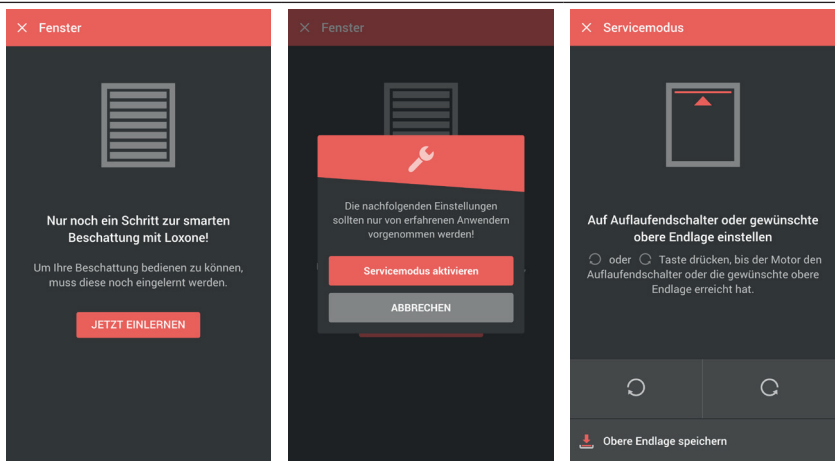 Fenster
Nur noch ein Schritt zur smarten
Beschattung mit Loxone!
Um Ihre Beschattung bedienen zu können,
muss diese noch eingelernt werden.
JETZT EINLERNEN
Fenster
Die nachfolgenden Einstellungen
sollten nur von erfahrenen Anwendern
vorgenommen werden!
Servicemodus aktivieren
ABBRECHEN
Servicemodus
Auf Auflaufendschalter oder gewünschte
obere Endlage einstellen
oder Taste drücken, bis der Motor den
Auflaufendschalter oder die gewünschte obere
Endlage erreicht hat.
Obere Endlage speichern